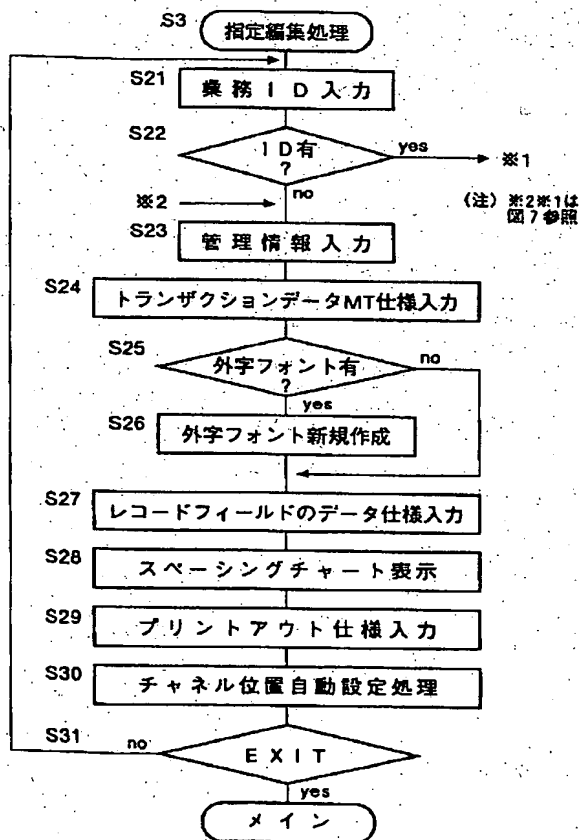 S3 指定編集処理
S21 業務ID入力
S22 ID有
?
yes
※1
no
※2
(注) ※2※1は
図7参照
S23 管理情報入力
S24 トランザクションデータMT仕様入力
S25 外字フォント有
?
no
yes
S26 外字フォント新規作成
S27 レコードフィールドのデータ仕様入力
S28 スペーシングチャート表示
S29 プリントアウト仕様入力
S30 チャネル位置自動設定処理
S31 no EXIT
yes
メイン